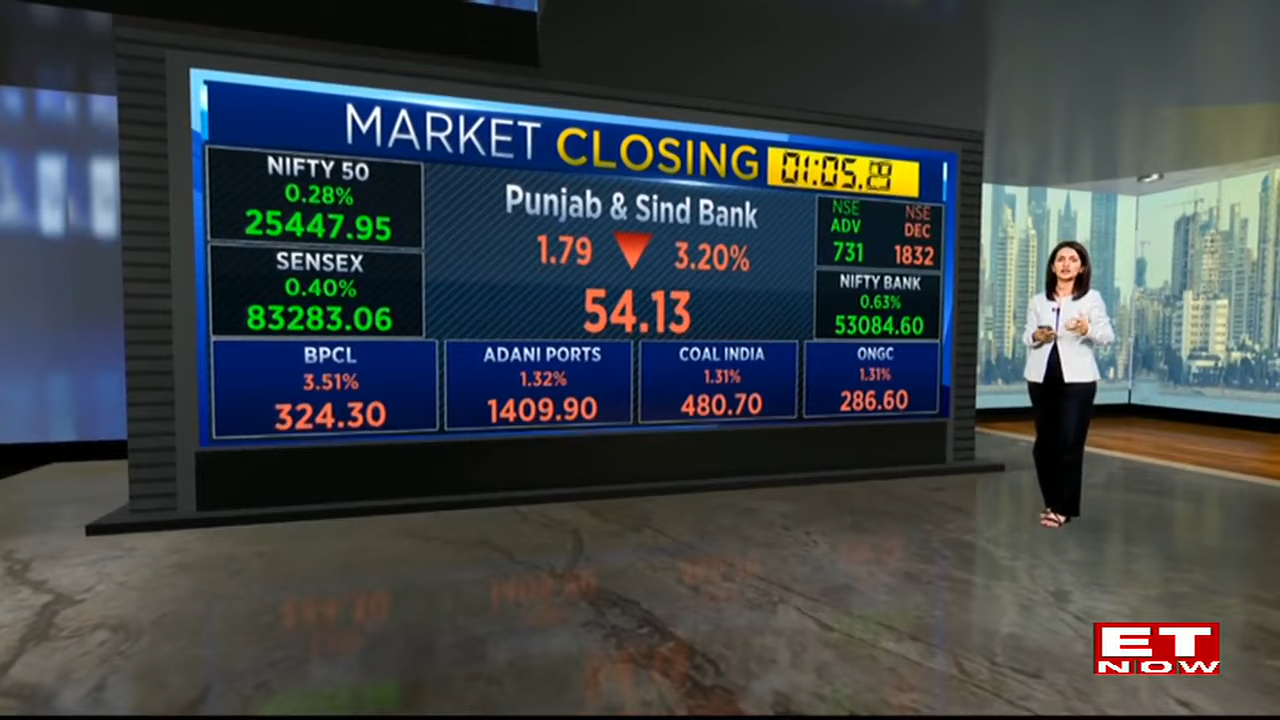 MARKET CLOSING 01:05.29
NIFTY 50
0.28%
25447.95
SENSEX
0.40%
83283.06
Punjab & Sind Bank
1.79 3.20%
54.13
NSE ADV
731
NSE DEC
1832
NIFTY BANK
0.63%
53084.60
BPCL
3.51%
324.30
ADANI PORTS
1.32%
1409.90
COAL INDIA
1.31%
480.70
ONGC
1.31%
286.60
ET
NOW